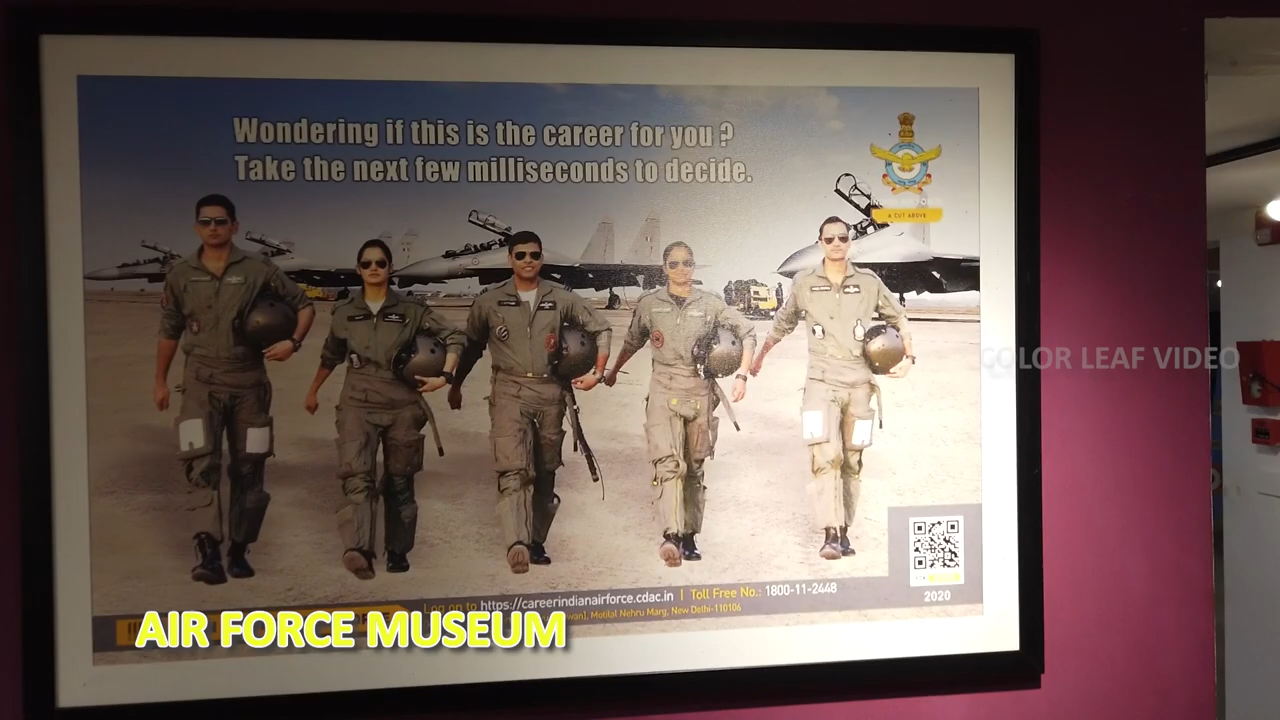 Wondering if this is the career for you ?
Take the next few milliseconds to decide.
A CUT ABOVE
COLOR LEAF VIDEO
Log on to https://careerindianairforce.cdac.in | Toll Free No.: 1800-11-2448
Motilal Nehru Marg, New Delhi-110106
2020
AIR FORCE MUSEUM